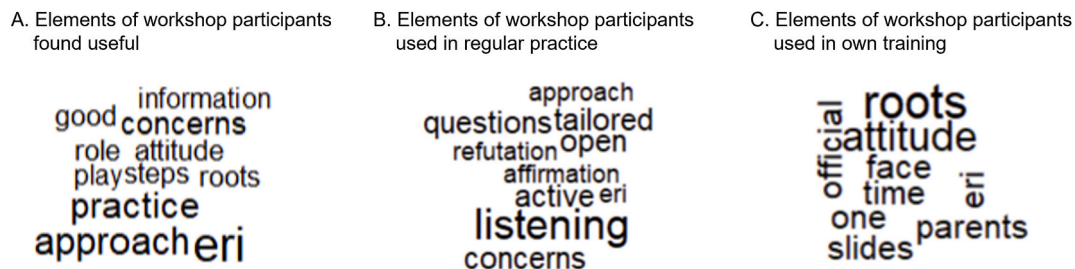 A. Elements of workshop participants
found useful
B. Elements of workshop participants
used in regular practice
C. Elements of workshop participants
used in own training
information
good concerns
role attitude
play steps roots
practice
approach eri
approach
questions tailored
refutation open
affirmation
active eri
listening
concerns
official
roots
attitude
face
time
eri
one
parents
slides